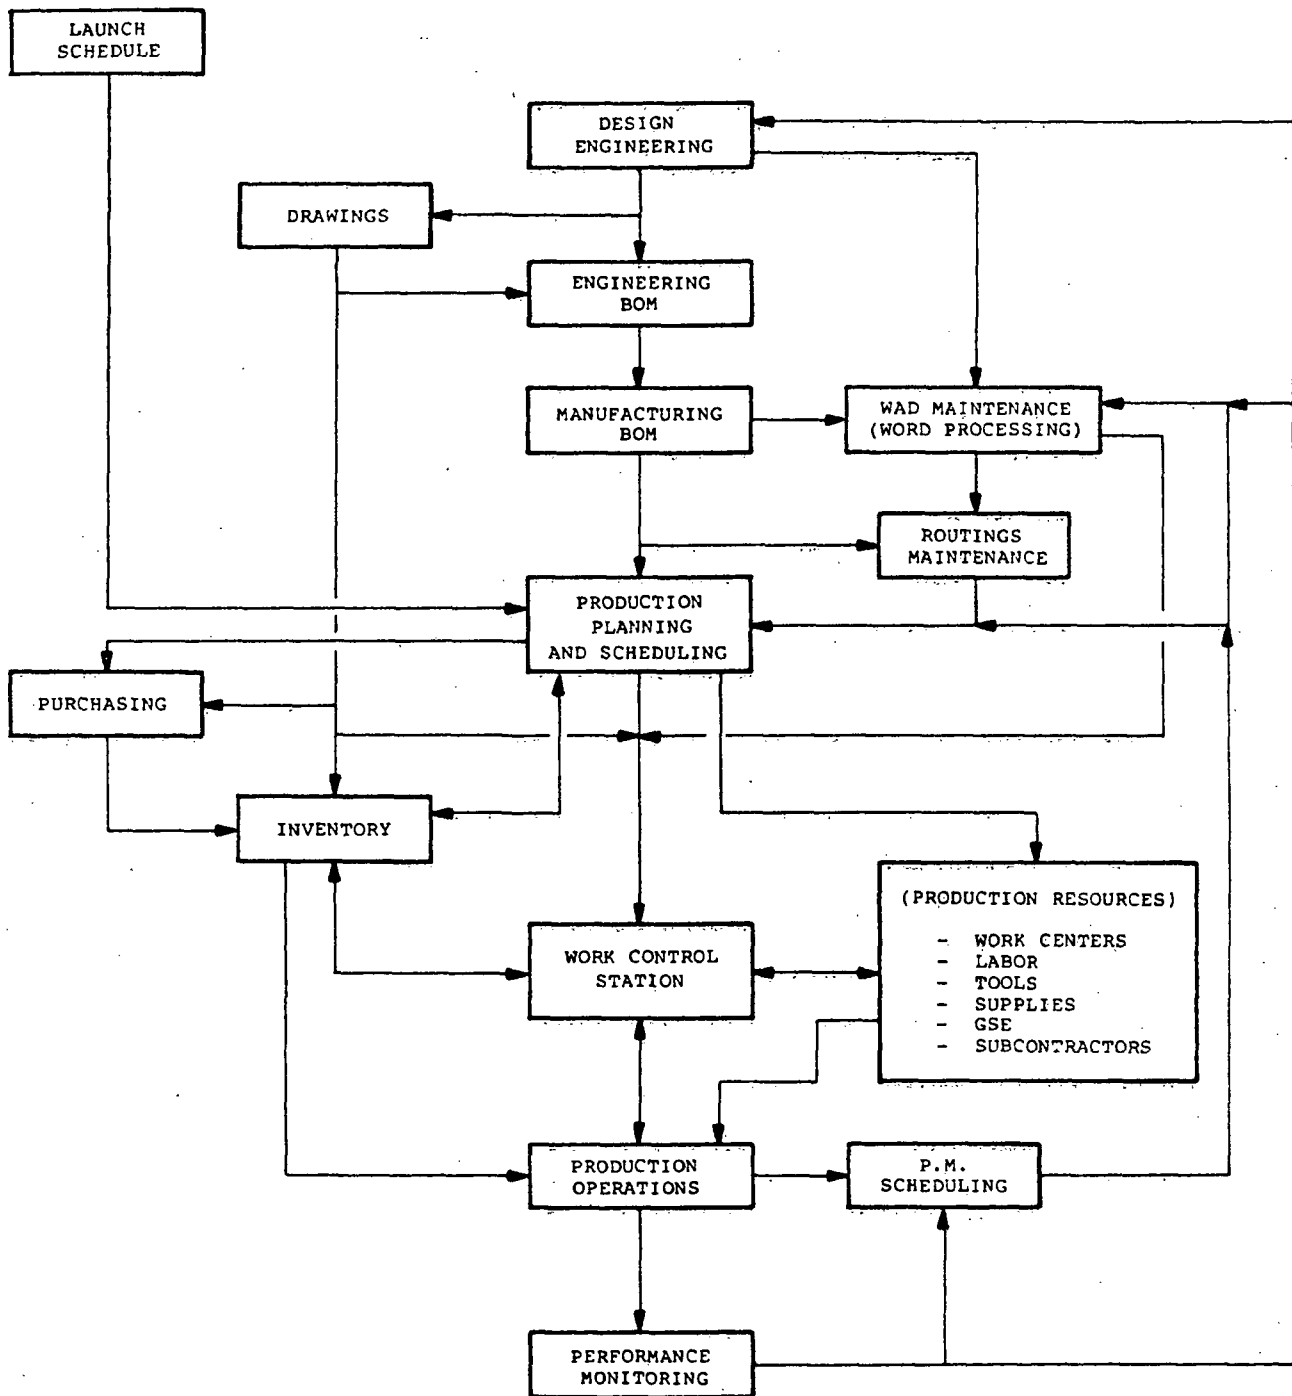 LAUNCH
SCHEDULE
DESIGN
ENGINEERING
DRAWINGS
ENGINEERING
BOM
MANUFACTURING
BOM
WAD MAINTENANCE
(WORD PROCESSING)
ROUTINGS
MAINTENANCE
PRODUCTION
PLANNING
AND SCHEDULING
PURCHASING
INVENTORY
(PRODUCTION RESOURCES)
- WORK CENTERS
- LABOR
- TOOLS
- SUPPLIES
- GSE
- SUBCONTRACTORS
WORK CONTROL
STATION
PRODUCTION
OPERATIONS
P.M.
SCHEDULING
PERFORMANCE
MONITORING